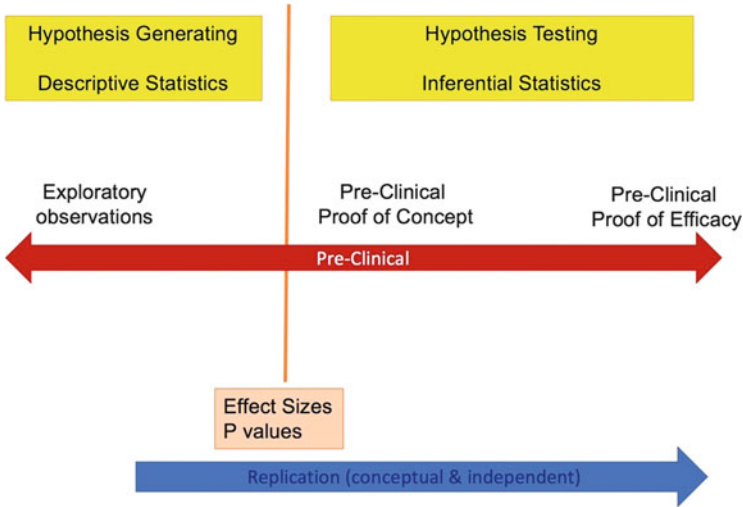 Hypothesis Generating
Descriptive Statistics
Hypothesis Testing
Inferential Statistics
Exploratory
observations
Pre-Clinical
Proof of Concept
Pre-Clinical
Proof of Efficacy
Pre-Clinical
Effect Sizes
P values
Replication (conceptual & independent)